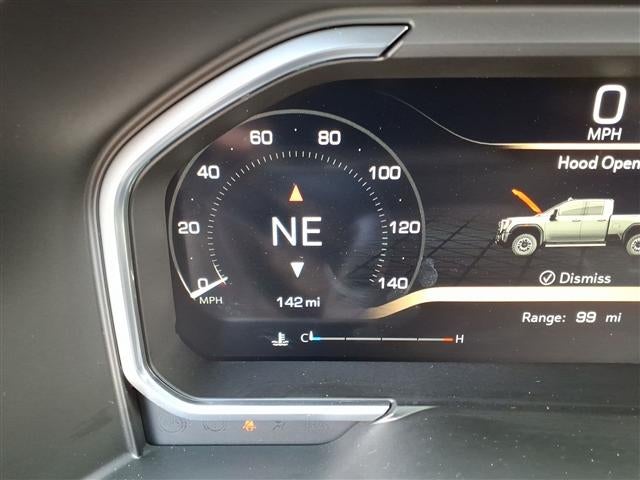 0
MPH
Hood Open
60 80
40 100
20 120
0 140
NE
MPH
142 mi
Dismiss
Range: 99 mi
C H